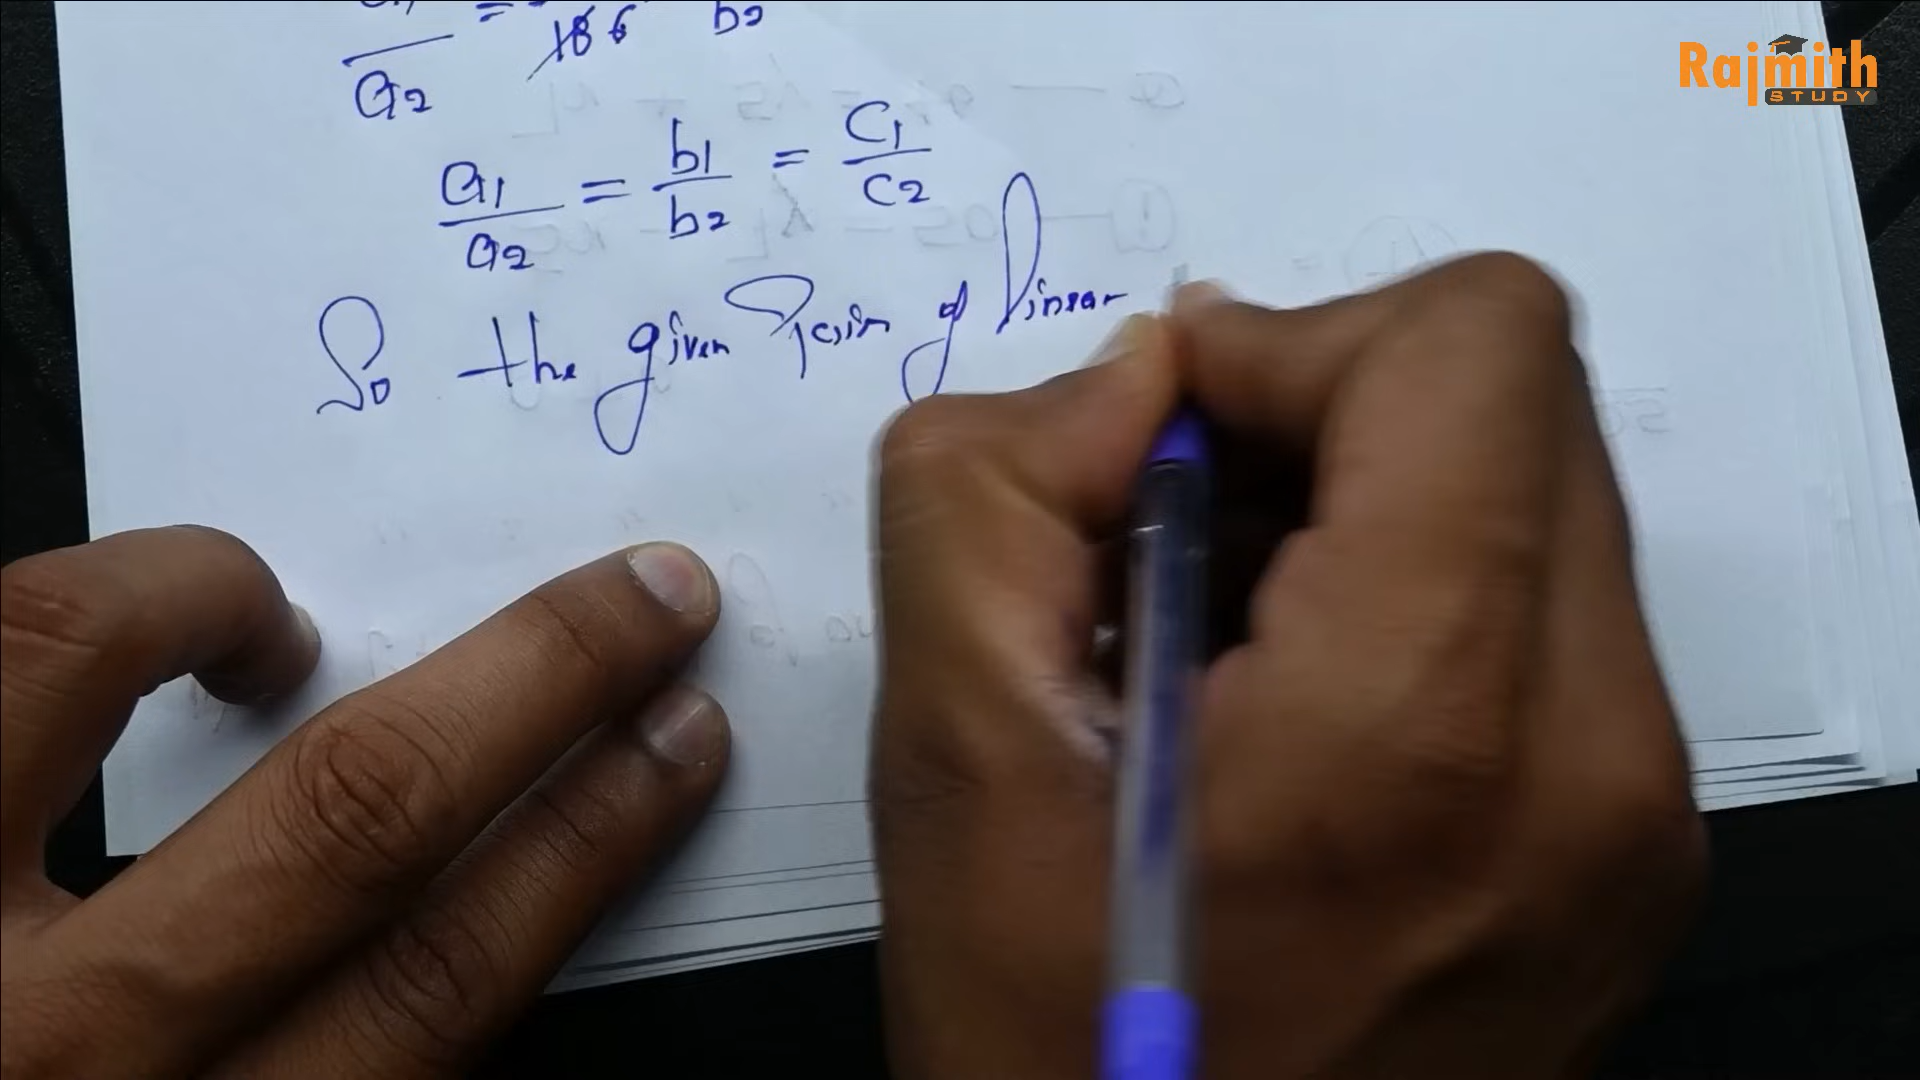 Rajmith
STUDY
a2
= 18 6
b2
a1/a2 = b1/b2 = C1/C2
So the given Pair of linear